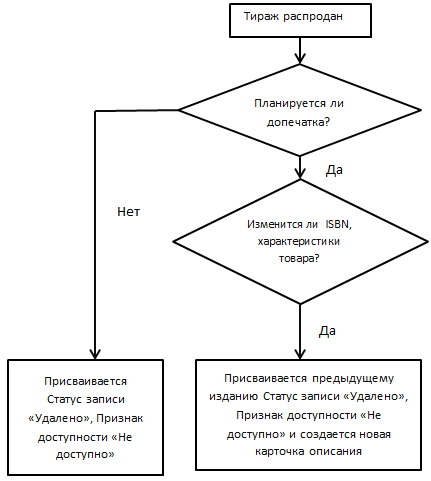 Тираж распродан
Планируется ли
допечатка?
Да
Нет
Изменится ли ISBN,
характеристики
товара?
Да
Присваивается
Статус записи
«Удалено», Признак
доступности «Не
доступно»
Присваивается предыдущему
изданию Статус записи «Удалено»,
Признак доступности «Не
доступно» и создается новая
карточка описания